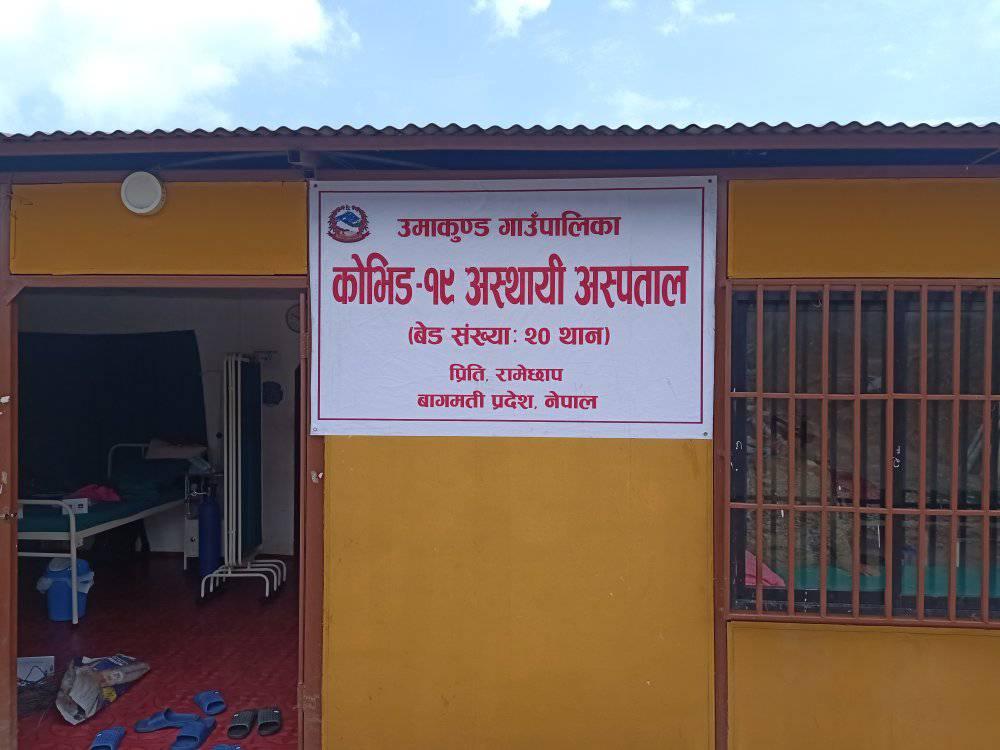 उमाकुण्ड गाउँपालिका
कोभिड-१९ अस्थायी अस्पताल
(बेड संख्या: २० थान)
प्रिति, रामेछाप
बागमती प्रदेश, नेपाल